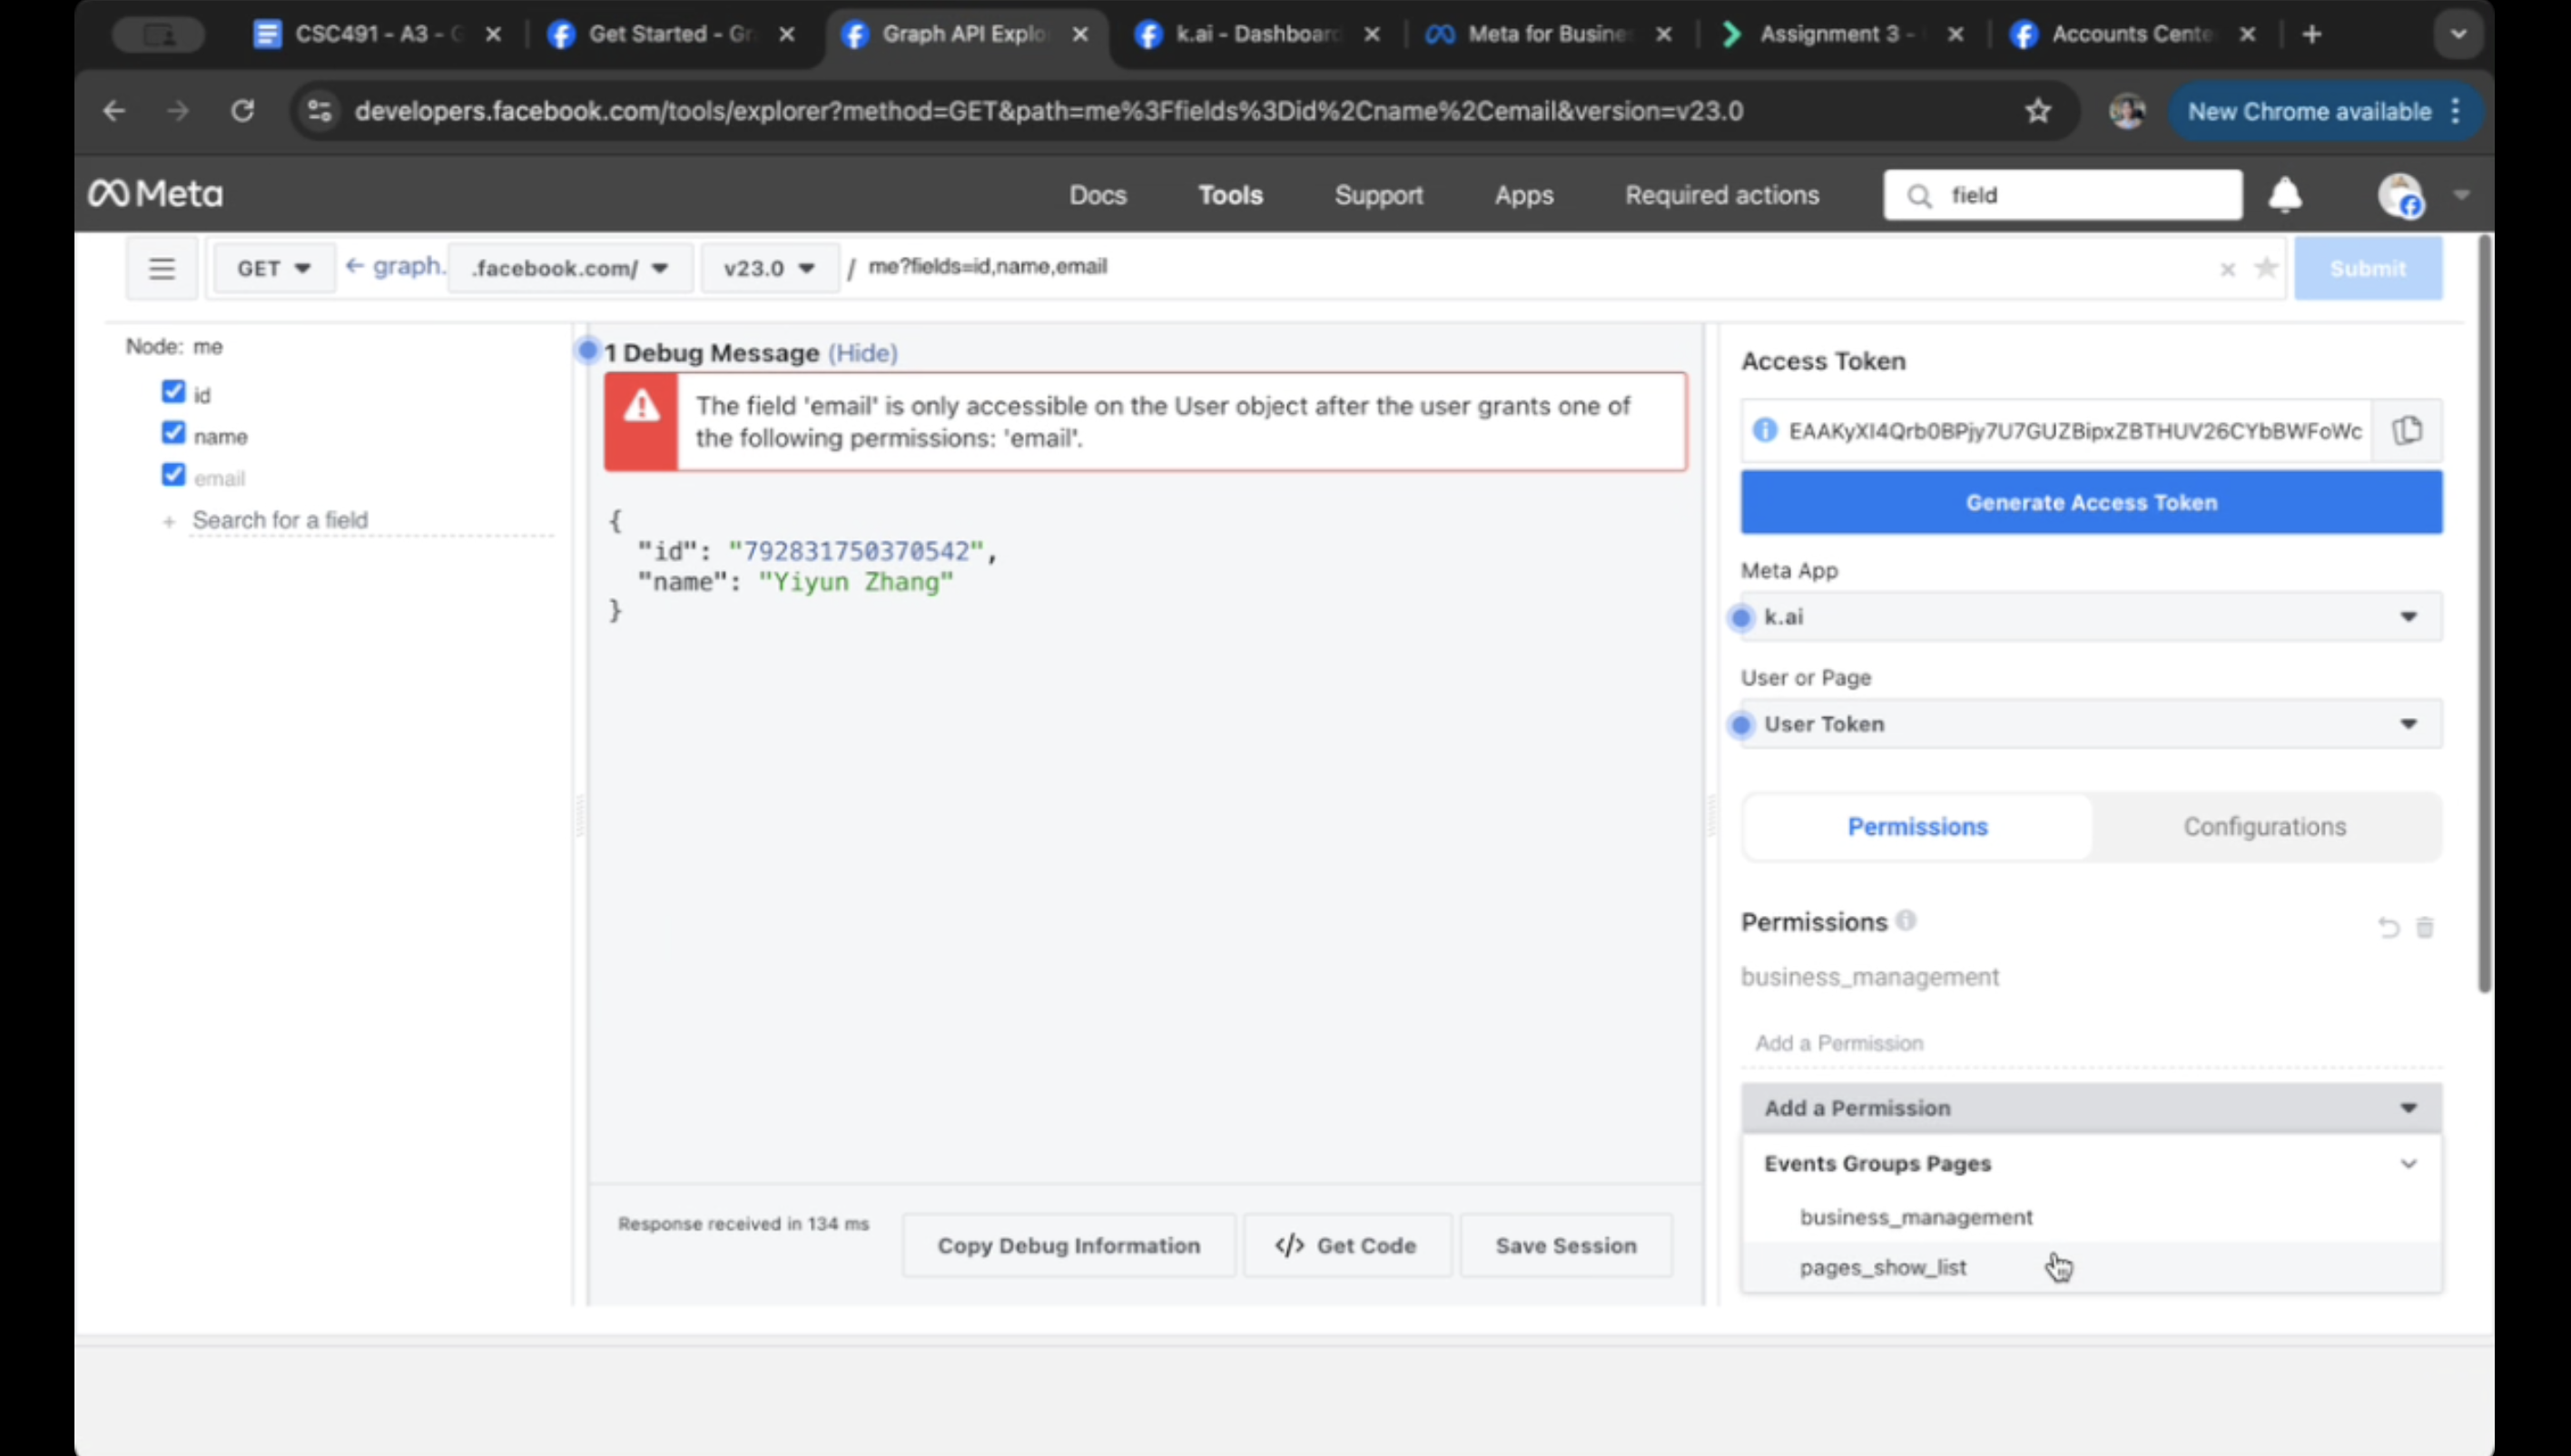 CSC491 - A3 - G
Get Started - Gr
Graph API Explo
k.ai - Dashboard
Meta for Busine
Assignment 3 -
Accounts Cente
developers.facebook.com/tools/explorer?method=GET&path=me%3Ffields%3Did%2Cname%2Cemail&version=v23.0
New Chrome available
Meta
Docs
Tools
Support
Apps
Required actions
field
GET
graph.
.facebook.com/
v23.0
/
me?fields=id,name,email
Submit
Node: me
id
name
email
+ Search for a field
1 Debug Message (Hide)
The field 'email' is only accessible on the User object after the user grants one of
the following permissions: 'email'.
{
"id": "792831750370542",
"name": "Yiyun Zhang"
}
Response received in 134 ms
Copy Debug Information
</> Get Code
Save Session
Access Token
EAAKyXI4Qrb0BPjy7U7GUZBipxZBTHUV26CYbBWFoWc
Generate Access Token
Meta App
k.ai
User or Page
User Token
Permissions
Configurations
Permissions
business_management
Add a Permission
Add a Permission
Events Groups Pages
business_management
pages_show_list